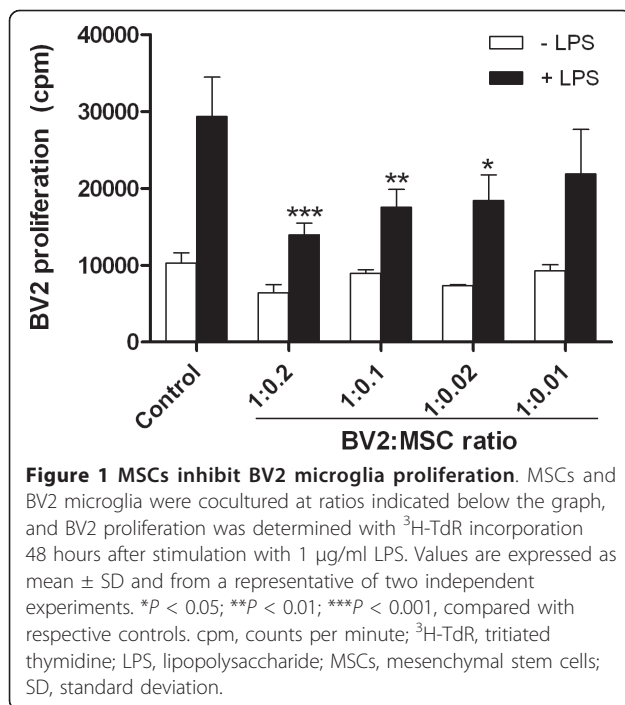 40000
30000
20000
10000
0
BV2 proliferation (cpm)
- LPS
+ LPS
***
**
*
Control
1:0.2
1:0.1
1:0.02
1:0.01
BV2:MSC ratio
Figure 1 MSCs inhibit BV2 microglia proliferation. MSCs and
BV2 microglia were cocultured at ratios indicated below the graph,
and BV2 proliferation was determined with ³H-TdR incorporation
48 hours after stimulation with 1 μg/ml LPS. Values are expressed as
mean ± SD and from a representative of two independent
experiments. *P < 0.05; **P < 0.01; ***P < 0.001, compared with
respective controls. cpm, counts per minute; ³H-TdR, tritiated
thymidine; LPS, lipopolysaccharide; MSCs, mesenchymal stem cells;
SD, standard deviation.